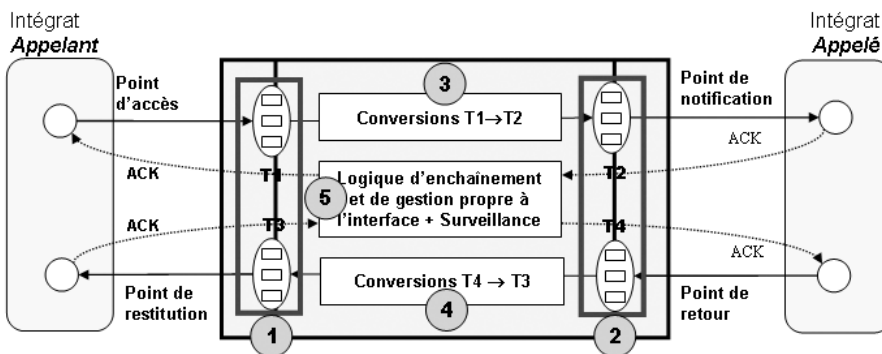 Intégrat
Appelant
Intégrat
Appelé
Point
d'accès
3
Point de
notification
Conversions T1→T2
ACK
ACK
T1
T2
Logique d'enchaînement
et de gestion propre à
l'interface + Surveillance
5
ACK
T3
T4
ACK
Conversions T4 → T3
Point de
restitution
Point de
retour
4
1
2